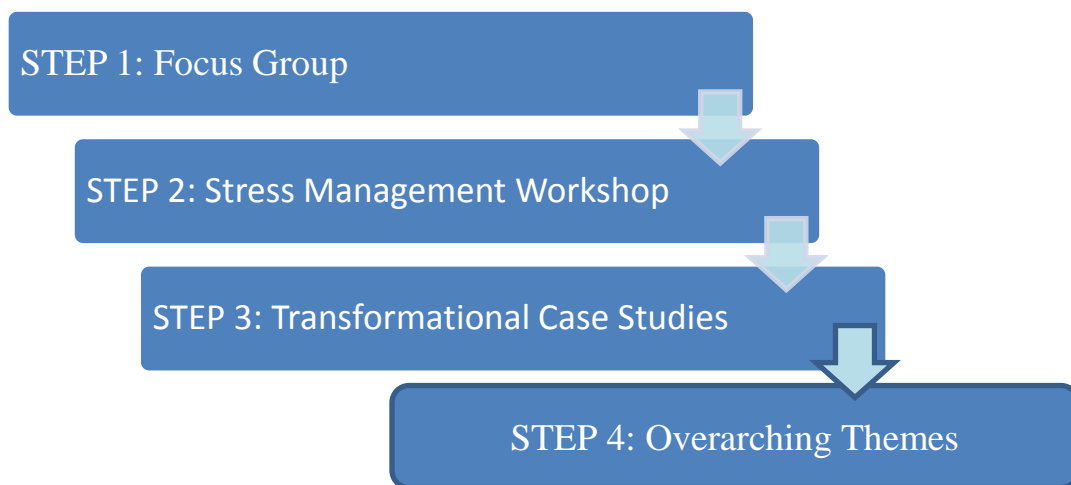 STEP 1: Focus Group
STEP 2: Stress Management Workshop
STEP 3: Transformational Case Studies
STEP 4: Overarching Themes